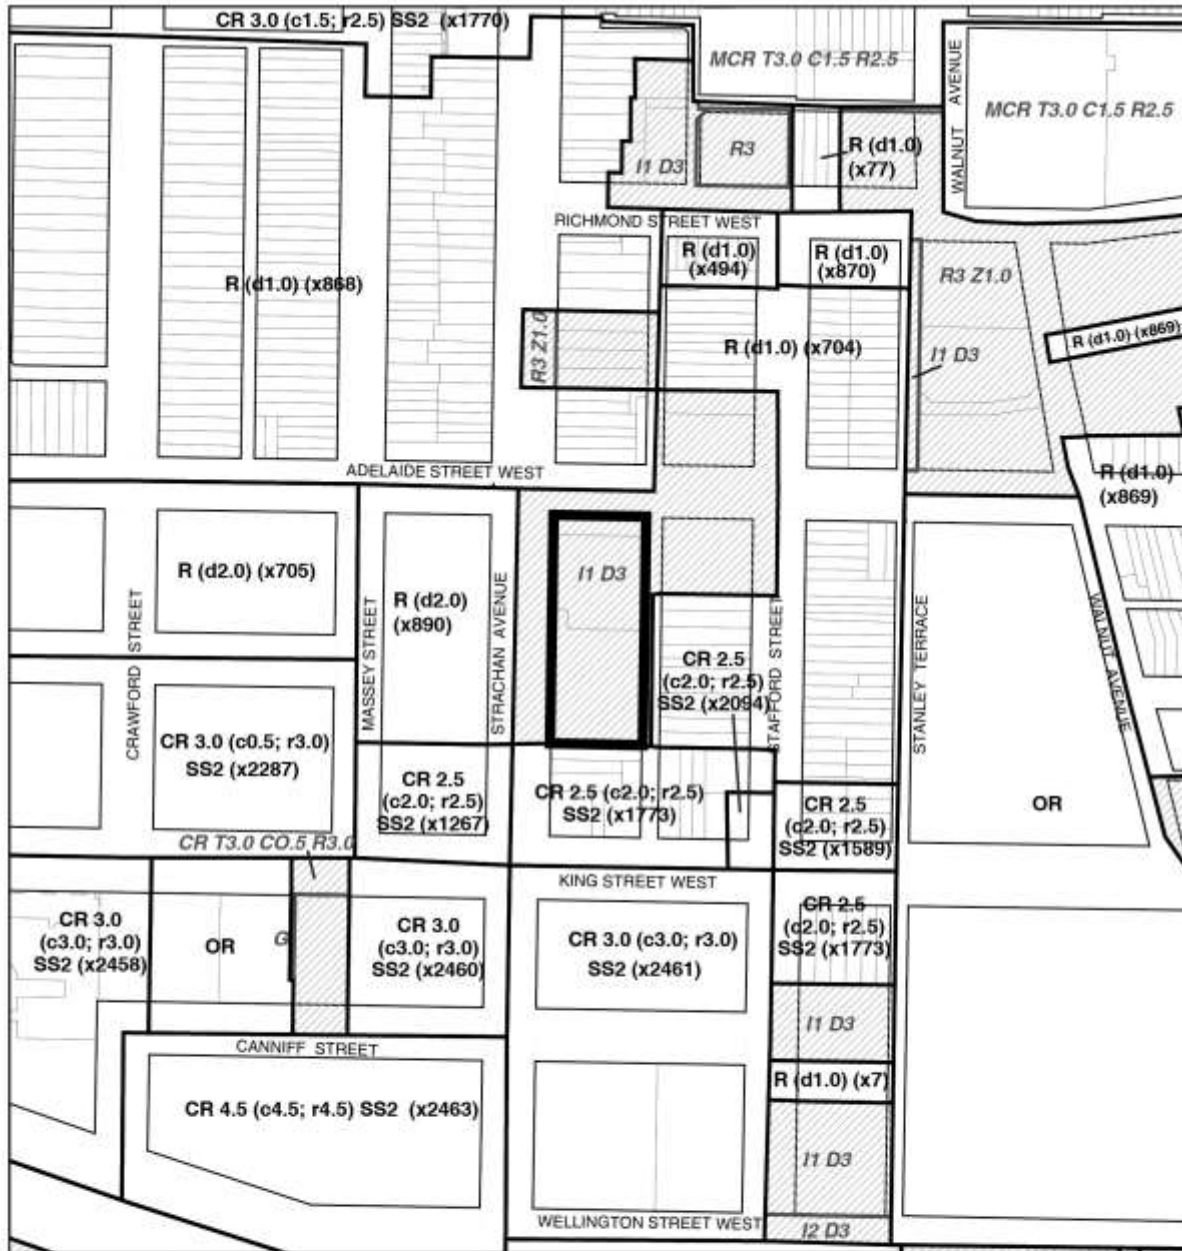 CR 3.0 (c1.5; r2.5) SS2 (x1770)
MCR T3.0 C1.5 R2.5
WALNUT AVENUE
MCR T3.0 C1.5 R2.5
R3
I1 D3
R (d1.0)
(x77)
RICHMOND STREET WEST
R (d1.0)
(x494)
R (d1.0)
(x870)
R3 Z1.0
R (d1.0) (x868)
R3 Z1.0
R (d1.0) (x704)
I1 D3
R (d1.0) (x869)
ADELAIDE STREET WEST
R (d1.0)
(x869)
R (d2.0) (x705)
R (d2.0)
(x890)
I1 D3
CRAWFORD STREET
MASSEY STREET
STRACHAN AVENUE
STAFFORD STREET
STANLEY TERRACE
WALNUT AVENUE
CR 2.5
(c2.0; r2.5)
SS2 (x2094)
CR 3.0 (c0.5; r3.0)
SS2 (x2287)
CR 2.5
(c2.0; r2.5)
SS2 (x1267)
CR 2.5 (c2.0; r2.5)
SS2 (x1773)
CR 2.5
(c2.0; r2.5)
SS2 (x1589)
OR
CR T3.0 CO.5 R3.0
KING STREET WEST
CR 3.0
(c3.0; r3.0)
SS2 (x2458)
OR
G
CR 3.0
(c3.0; r3.0)
SS2 (x2460)
CR 3.0 (c3.0; r3.0)
SS2 (x2461)
CR 2.5
(c2.0; r2.5)
SS2 (x1773)
I1 D3
CANNIFF STREET
R (d1.0) (x7)
CR 4.5 (c4.5; r4.5) SS2 (x2463)
I1 D3
WELLINGTON STREET WEST
I2 D3